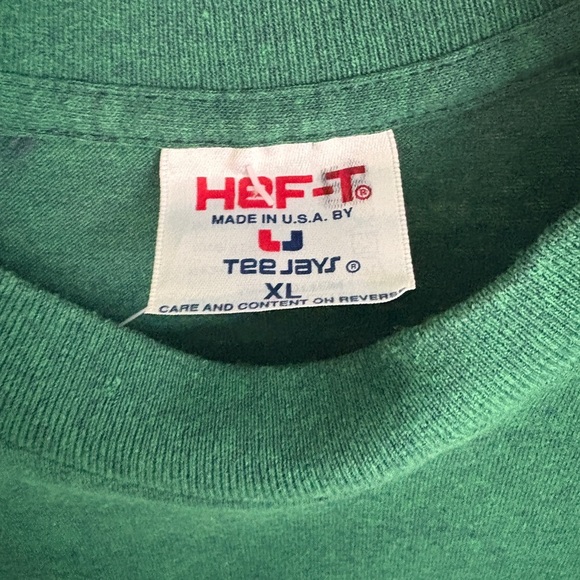 HEF-T®
MADE IN U.S.A. BY
TEE JAYS ®
XL
CARE AND CONTENT ON REVERSE